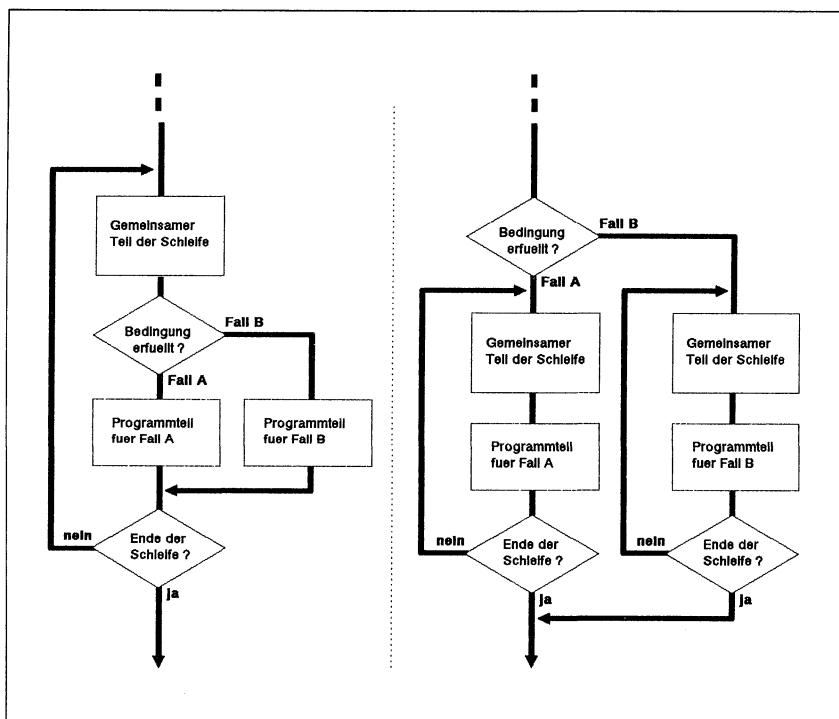 Gemeinsamer
Teil der Schleife
Bedingung
erfuellt ?
Fall B
Fall A
Programmteil
fuer Fall A
Programmteil
fuer Fall B
nein
Ende der
Schleife ?
ja
Bedingung
erfuellt ?
Fall B
Fall A
Gemeinsamer
Teil der Schleife
Gemeinsamer
Teil der Schleife
Programmteil
fuer Fall A
Programmteil
fuer Fall B
nein
Ende der
Schleife ?
nein
Ende der
Schleife ?
ja
ja